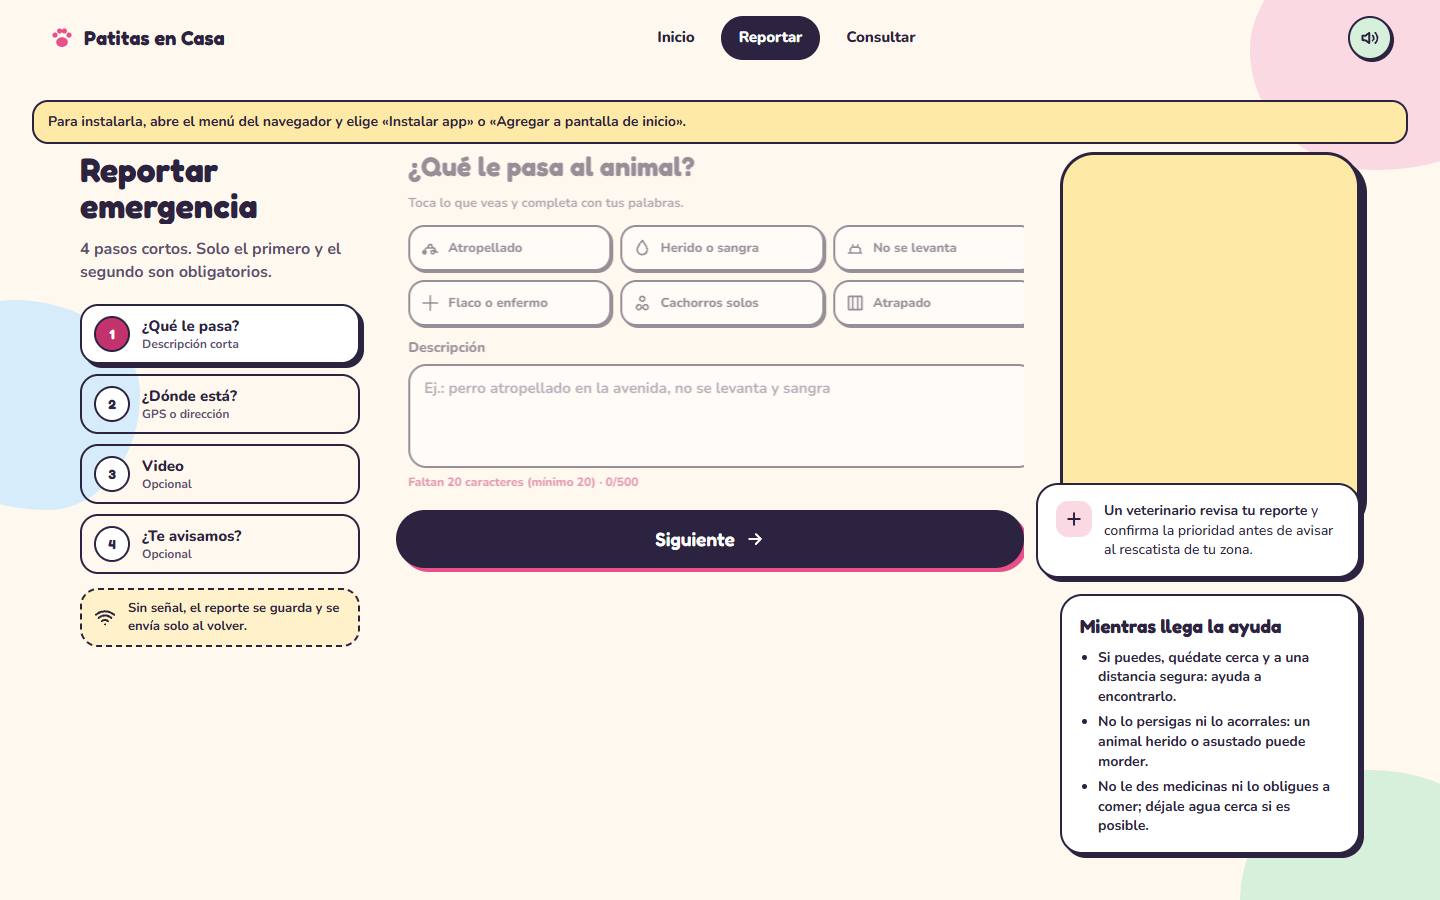 Patitas en Casa
Inicio
Reportar
Consultar
Para instalarla, abre el menú del navegador y elige «Instalar app» o «Agregar a pantalla de inicio».
Reportar
emergencia
4 pasos cortos. Solo el primero y el
segundo son obligatorios.
1
¿Qué le pasa?
Descripción corta
2
¿Dónde está?
GPS o dirección
3
Video
Opcional
4
¿Te avisamos?
Opcional
Sin señal, el reporte se guarda y se
envía solo al volver.
¿Qué le pasa al animal?
Toca lo que veas y completa con tus palabras.
Atropellado
Herido o sangra
No se levanta
Flaco o enfermo
Cachorros solos
Atrapado
Descripción
Ej.: perro atropellado en la avenida, no se levanta y sangra
Faltan 20 caracteres (mínimo 20) · 0/500
Siguiente
Un veterinario revisa tu reporte y
confirma la prioridad antes de avisar
al rescatista de tu zona.
Mientras llega la ayuda
Si puedes, quédate cerca y a una
distancia segura: ayuda a
encontrarlo.
No lo persigas ni lo acorrales: un
animal herido o asustado puede
morder.
No le des medicinas ni lo obligues a
comer; déjale agua cerca si es
posible.